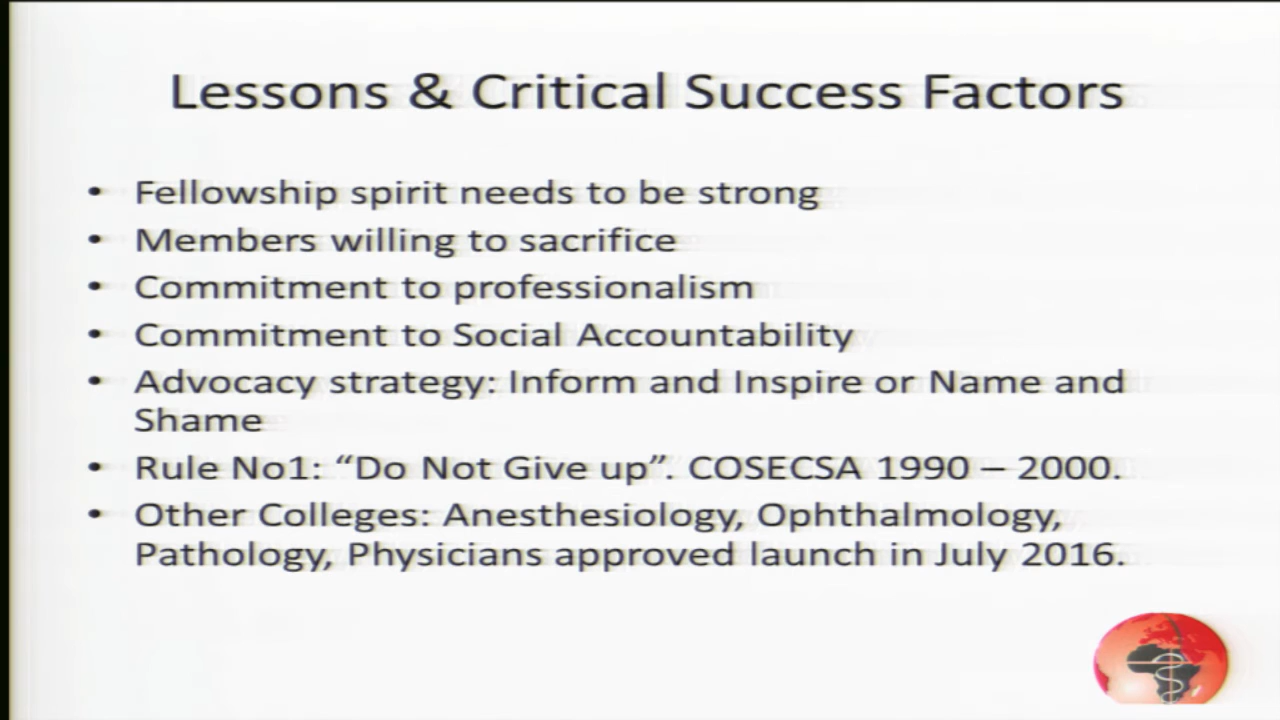 Lessons & Critical Success Factors
• Fellowship spirit needs to be strong
• Members willing to sacrifice
• Commitment to professionalism
• Commitment to Social Accountability
• Advocacy strategy: Inform and Inspire or Name and
Shame
• Rule No1: “Do Not Give up”. COSECSA 1990 – 2000.
• Other Colleges: Anesthesiology, Ophthalmology,
Pathology, Physicians approved launch in July 2016.